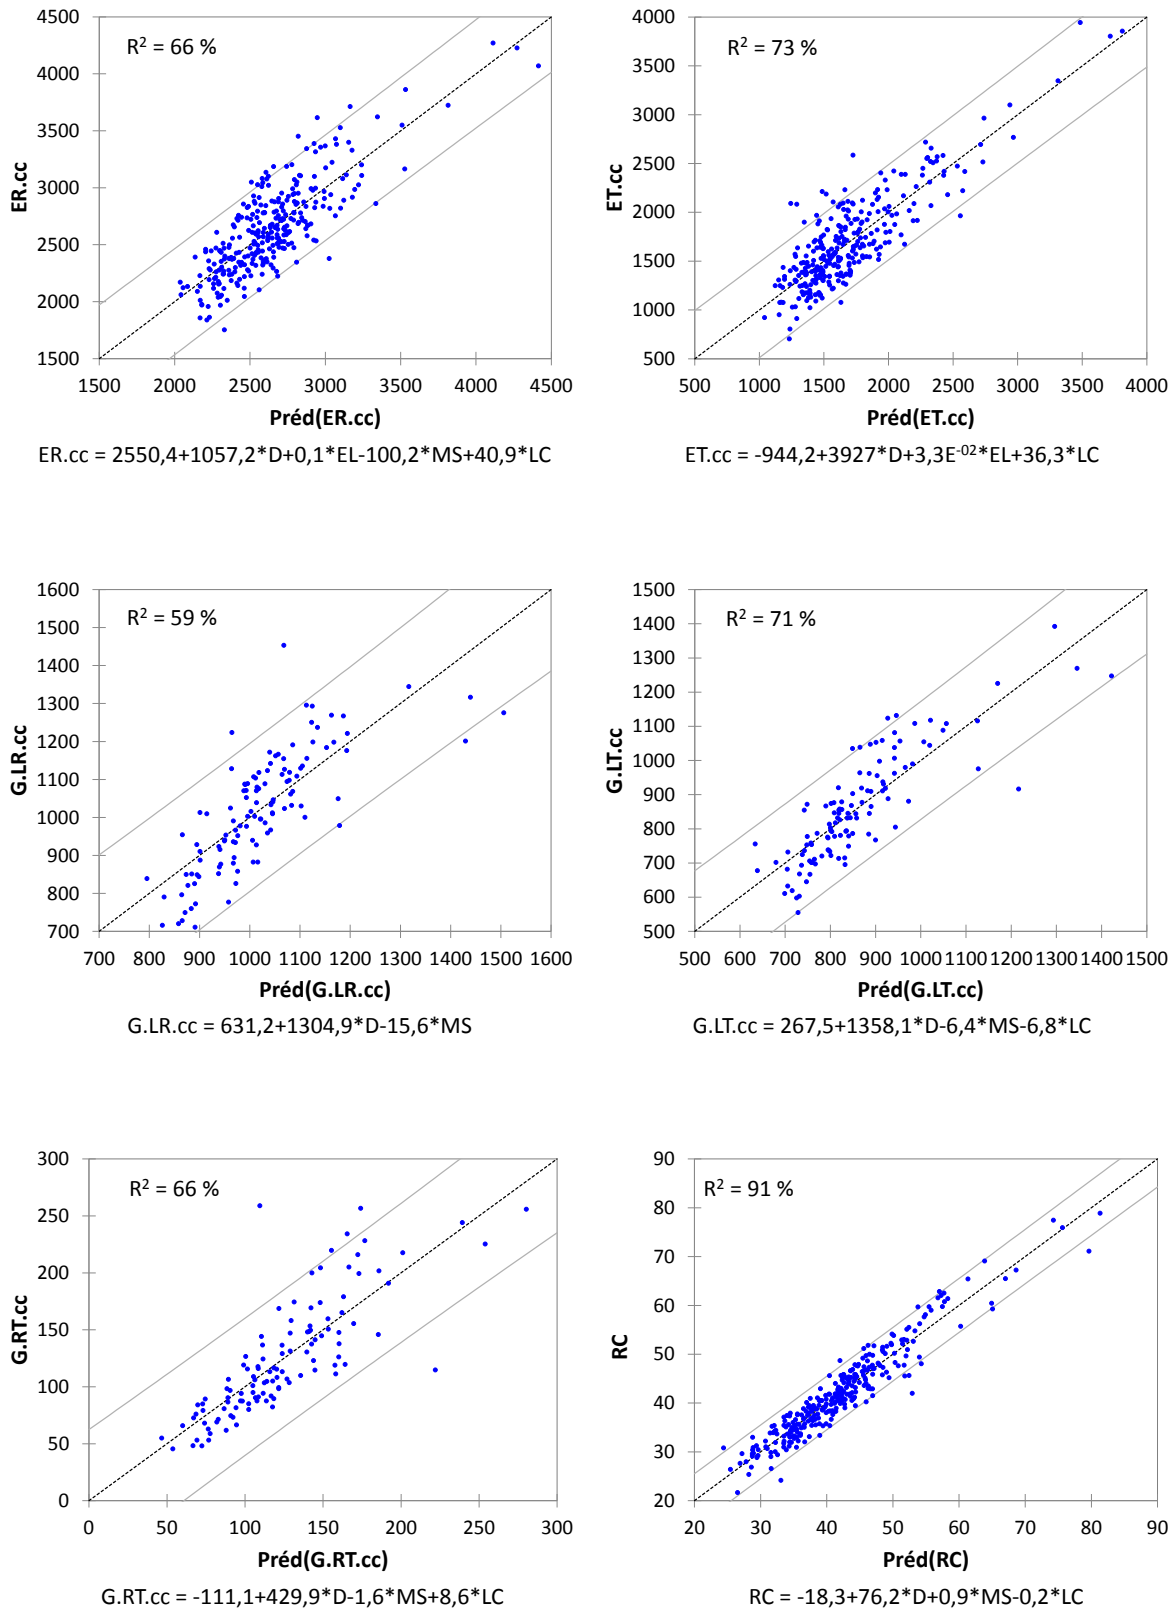 4500
4000
3500
3000
2500
2000
1500
ER.cc
R² = 66 %
1500 2000 2500 3000 3500 4000 4500
Préd(ER.cc)
ER.cc = 2550,4+1057,2*D+0,1*EL-100,2*MS+40,9*LC
4000
3500
3000
2500
2000
1500
1000
500
ET.cc
R² = 73 %
500 1000 1500 2000 2500 3000 3500 4000
Préd(ET.cc)
ET.cc = -944,2+3927*D+3,3E⁻⁰²*EL+36,3*LC
1600
1500
1400
1300
1200
1100
1000
900
800
700
G.LR.cc
R² = 59 %
700 800 900 1000 1100 1200 1300 1400 1500 1600
Préd(G.LR.cc)
G.LR.cc = 631,2+1304,9*D-15,6*MS
1500
1400
1300
1200
1100
1000
900
800
700
600
500
G.LT.cc
R² = 71 %
500 600 700 800 900 1000 1100 1200 1300 1400 1500
Préd(G.LT.cc)
G.LT.cc = 267,5+1358,1*D-6,4*MS-6,8*LC
300
250
200
150
100
50
0
G.RT.cc
R² = 66 %
0 50 100 150 200 250 300
Préd(G.RT.cc)
G.RT.cc = -111,1+429,9*D-1,6*MS+8,6*LC
90
80
70
60
50
40
30
20
RC
R² = 91 %
20 30 40 50 60 70 80 90
Préd(RC)
RC = -18,3+76,2*D+0,9*MS-0,2*LC